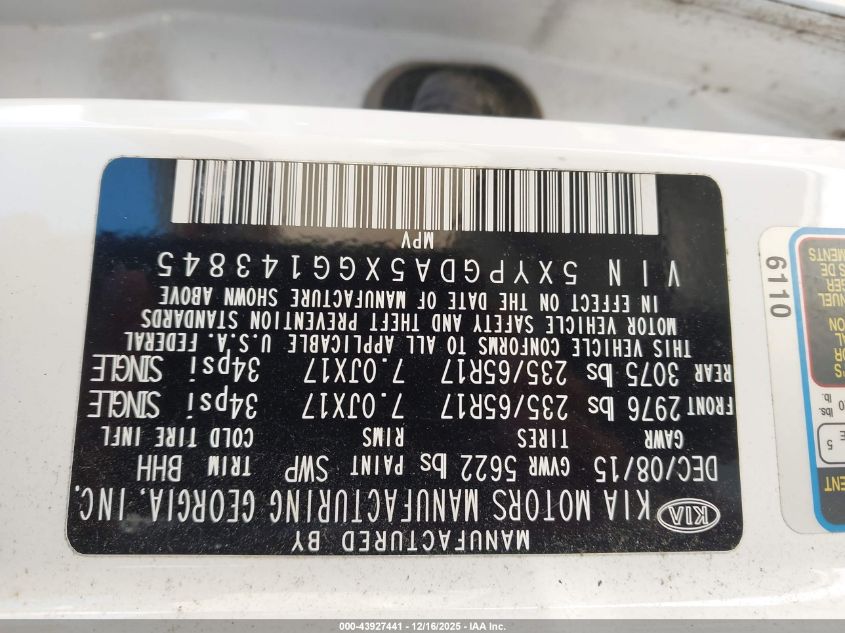 MANUFACTURED BY
KIA KIA MOTORS MANUFACTURING GEORGIA, INC.
DEC/08/15 GVWR 5622 lbs PAINT SWP TRIM BHH
GAWR TIRES RIMS COLD TIRE INFL
FRONT 2976 lbs 235/65R17 7.0JX17 34psi SINGLE
REAR 3075 lbs 235/65R17 7.0JX17 34psi SINGLE
THIS VEHICLE CONFORMS TO ALL APPLICABLE U.S.A. FEDERAL
MOTOR VEHICLE SAFETY AND THEFT PREVENTION STANDARDS
IN EFFECT ON THE DATE OF MANUFACTURE SHOWN ABOVE
VIN 5XYPGDA5XGG143845
MPV
6110
000-43927441 - 12/16/2025 - IAA Inc.